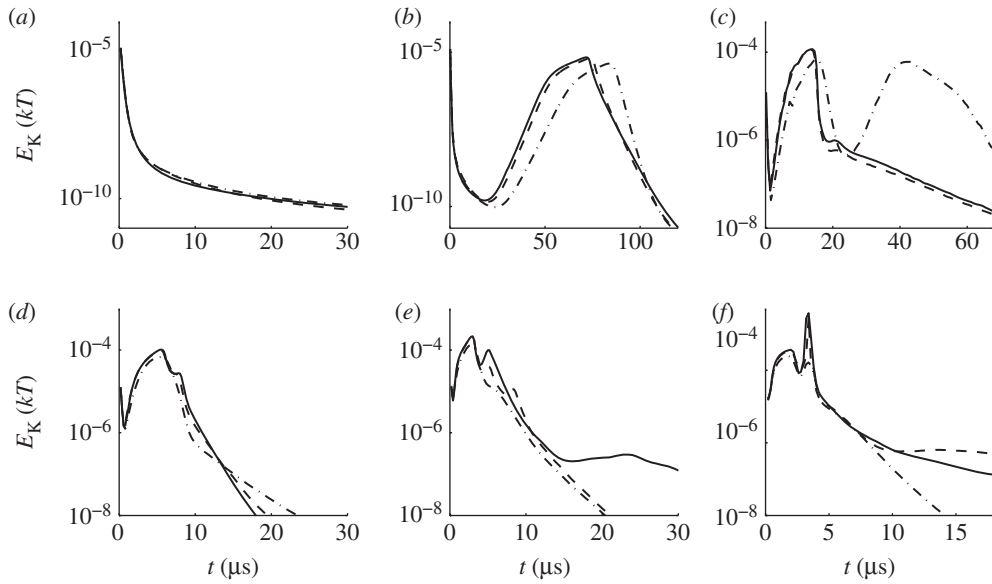 (a) (b) (c)
10⁻⁵ 10⁻⁵ 10⁻⁴
E_K (kT) 10⁻⁶
10⁻¹⁰ 10⁻¹⁰
10⁻⁸
0 10 20 30 0 50 100 0 20 40 60
(d) (e) (f)
10⁻⁴ 10⁻⁴ 10⁻⁴
E_K (kT)
10⁻⁶ 10⁻⁶ 10⁻⁶
10⁻⁸ 10⁻⁸ 10⁻⁸
0 10 20 30 0 10 20 30 0 5 10 15
t (μs) t (μs) t (μs)